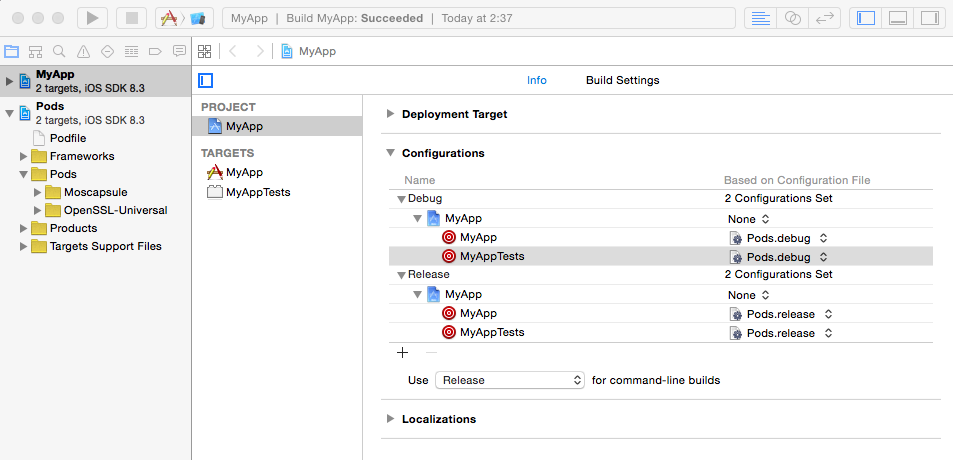 MyApp | Build MyApp: Succeeded | Today at 2:37
MyApp
MyApp
2 targets, iOS SDK 8.3
Pods
2 targets, iOS SDK 8.3
Podfile
Frameworks
Pods
Moscapsule
OpenSSL-Universal
Products
Targets Support Files
Info Build Settings
PROJECT
MyApp
TARGETS
MyApp
MyAppTests
Deployment Target
Configurations
Name Based on Configuration File
Debug 2 Configurations Set
MyApp None
MyApp Pods.debug
MyAppTests Pods.debug
Release 2 Configurations Set
MyApp None
MyApp Pods.release
MyAppTests Pods.release
Use Release for command-line builds
Localizations